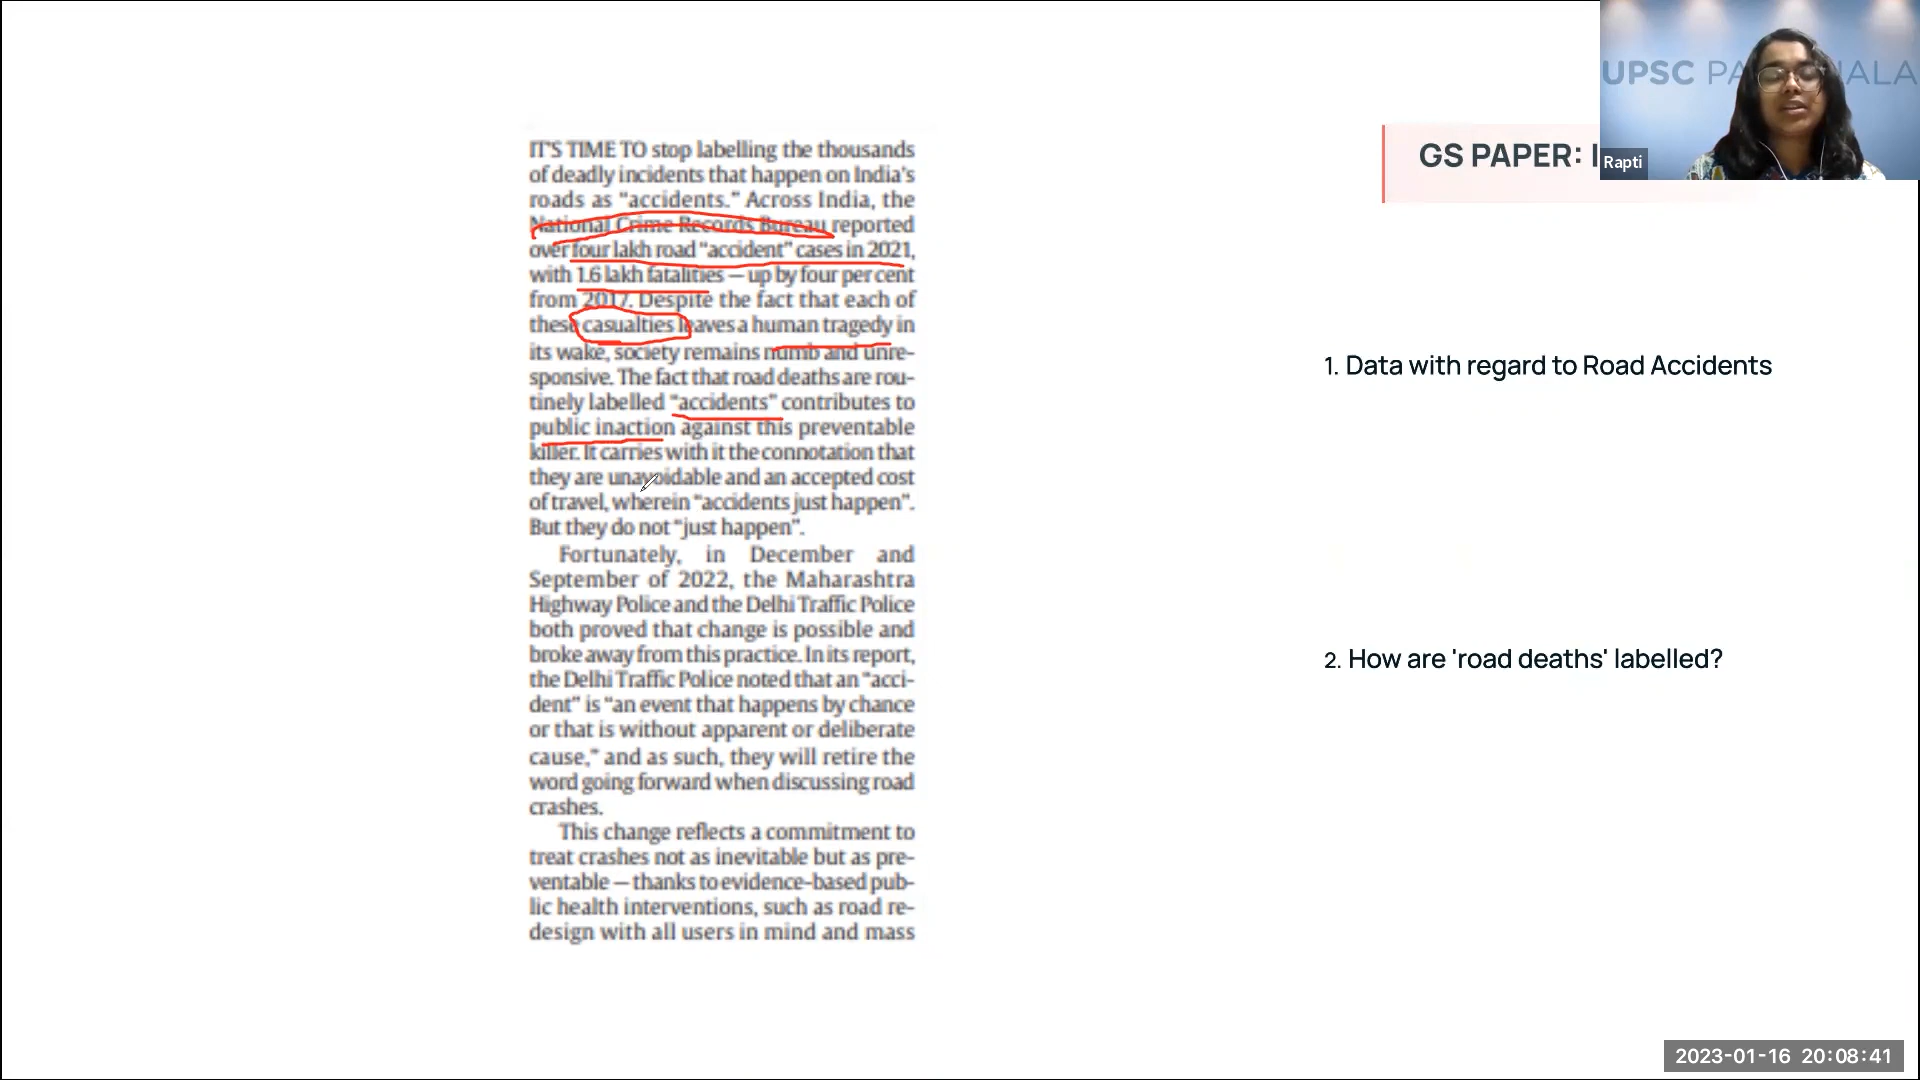 IT'S TIME TO stop labelling the thousands
of deadly incidents that happen on India's
roads as "accidents." Across India, the
National Crime Records Bureau reported
over four lakh road "accident" cases in 2021,
with 1.6 lakh fatalities — up by four per cent
from 2017. Despite the fact that each of
these casualties leaves a human tragedy in
its wake, society remains numb and unre-
sponsive. The fact that road deaths are rou-
tinely labelled "accidents" contributes to
public inaction against this preventable
killer. It carries with it the connotation that
they are unavoidable and an accepted cost
of travel, wherein "accidents just happen".
But they do not "just happen".
Fortunately, in December and
September of 2022, the Maharashtra
Highway Police and the Delhi Traffic Police
both proved that change is possible and
broke away from this practice. In its report,
the Delhi Traffic Police noted that an "acci-
dent" is "an event that happens by chance
or that is without apparent or deliberate
cause," and as such, they will retire the
word going forward when discussing road
crashes.
This change reflects a commitment to
treat crashes not as inevitable but as pre-
ventable — thanks to evidence-based pub-
lic health interventions, such as road re-
design with all users in mind and mass
UPSC PA ALA
GS PAPER: I
Rapti
1. Data with regard to Road Accidents
2. How are 'road deaths' labelled?
2023-01-16 20:08:41